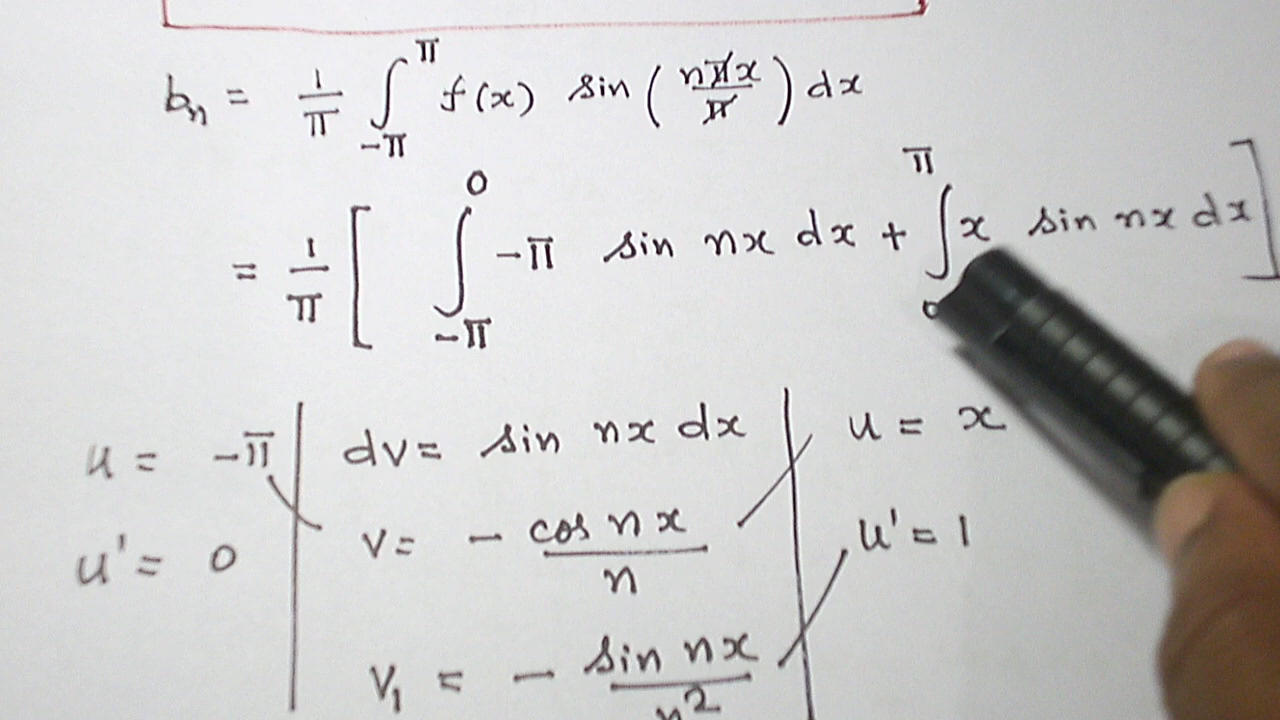 bₙ = 1/π ∫_{-π}^{π} f(x) sin(nπx/π) dx
= 1/π [ ∫_{-π}^{0} -π sin nx dx + ∫_{0}^{π} x sin nx dx ]
u = -π | dv = sin nx dx | u = x
u' = 0 | v = - cos nx / n | u' = 1
v₁ = - sin nx / n²